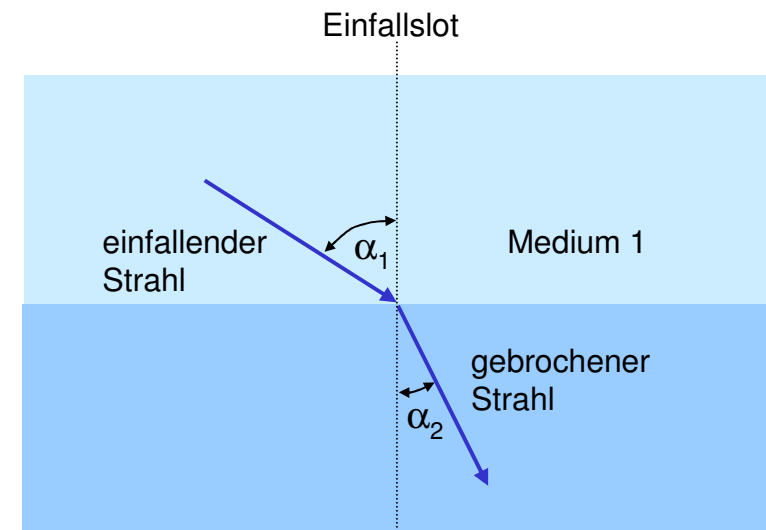 Einfallslot
einfallender
Strahl
α1
Medium 1
gebrochener
Strahl
α2